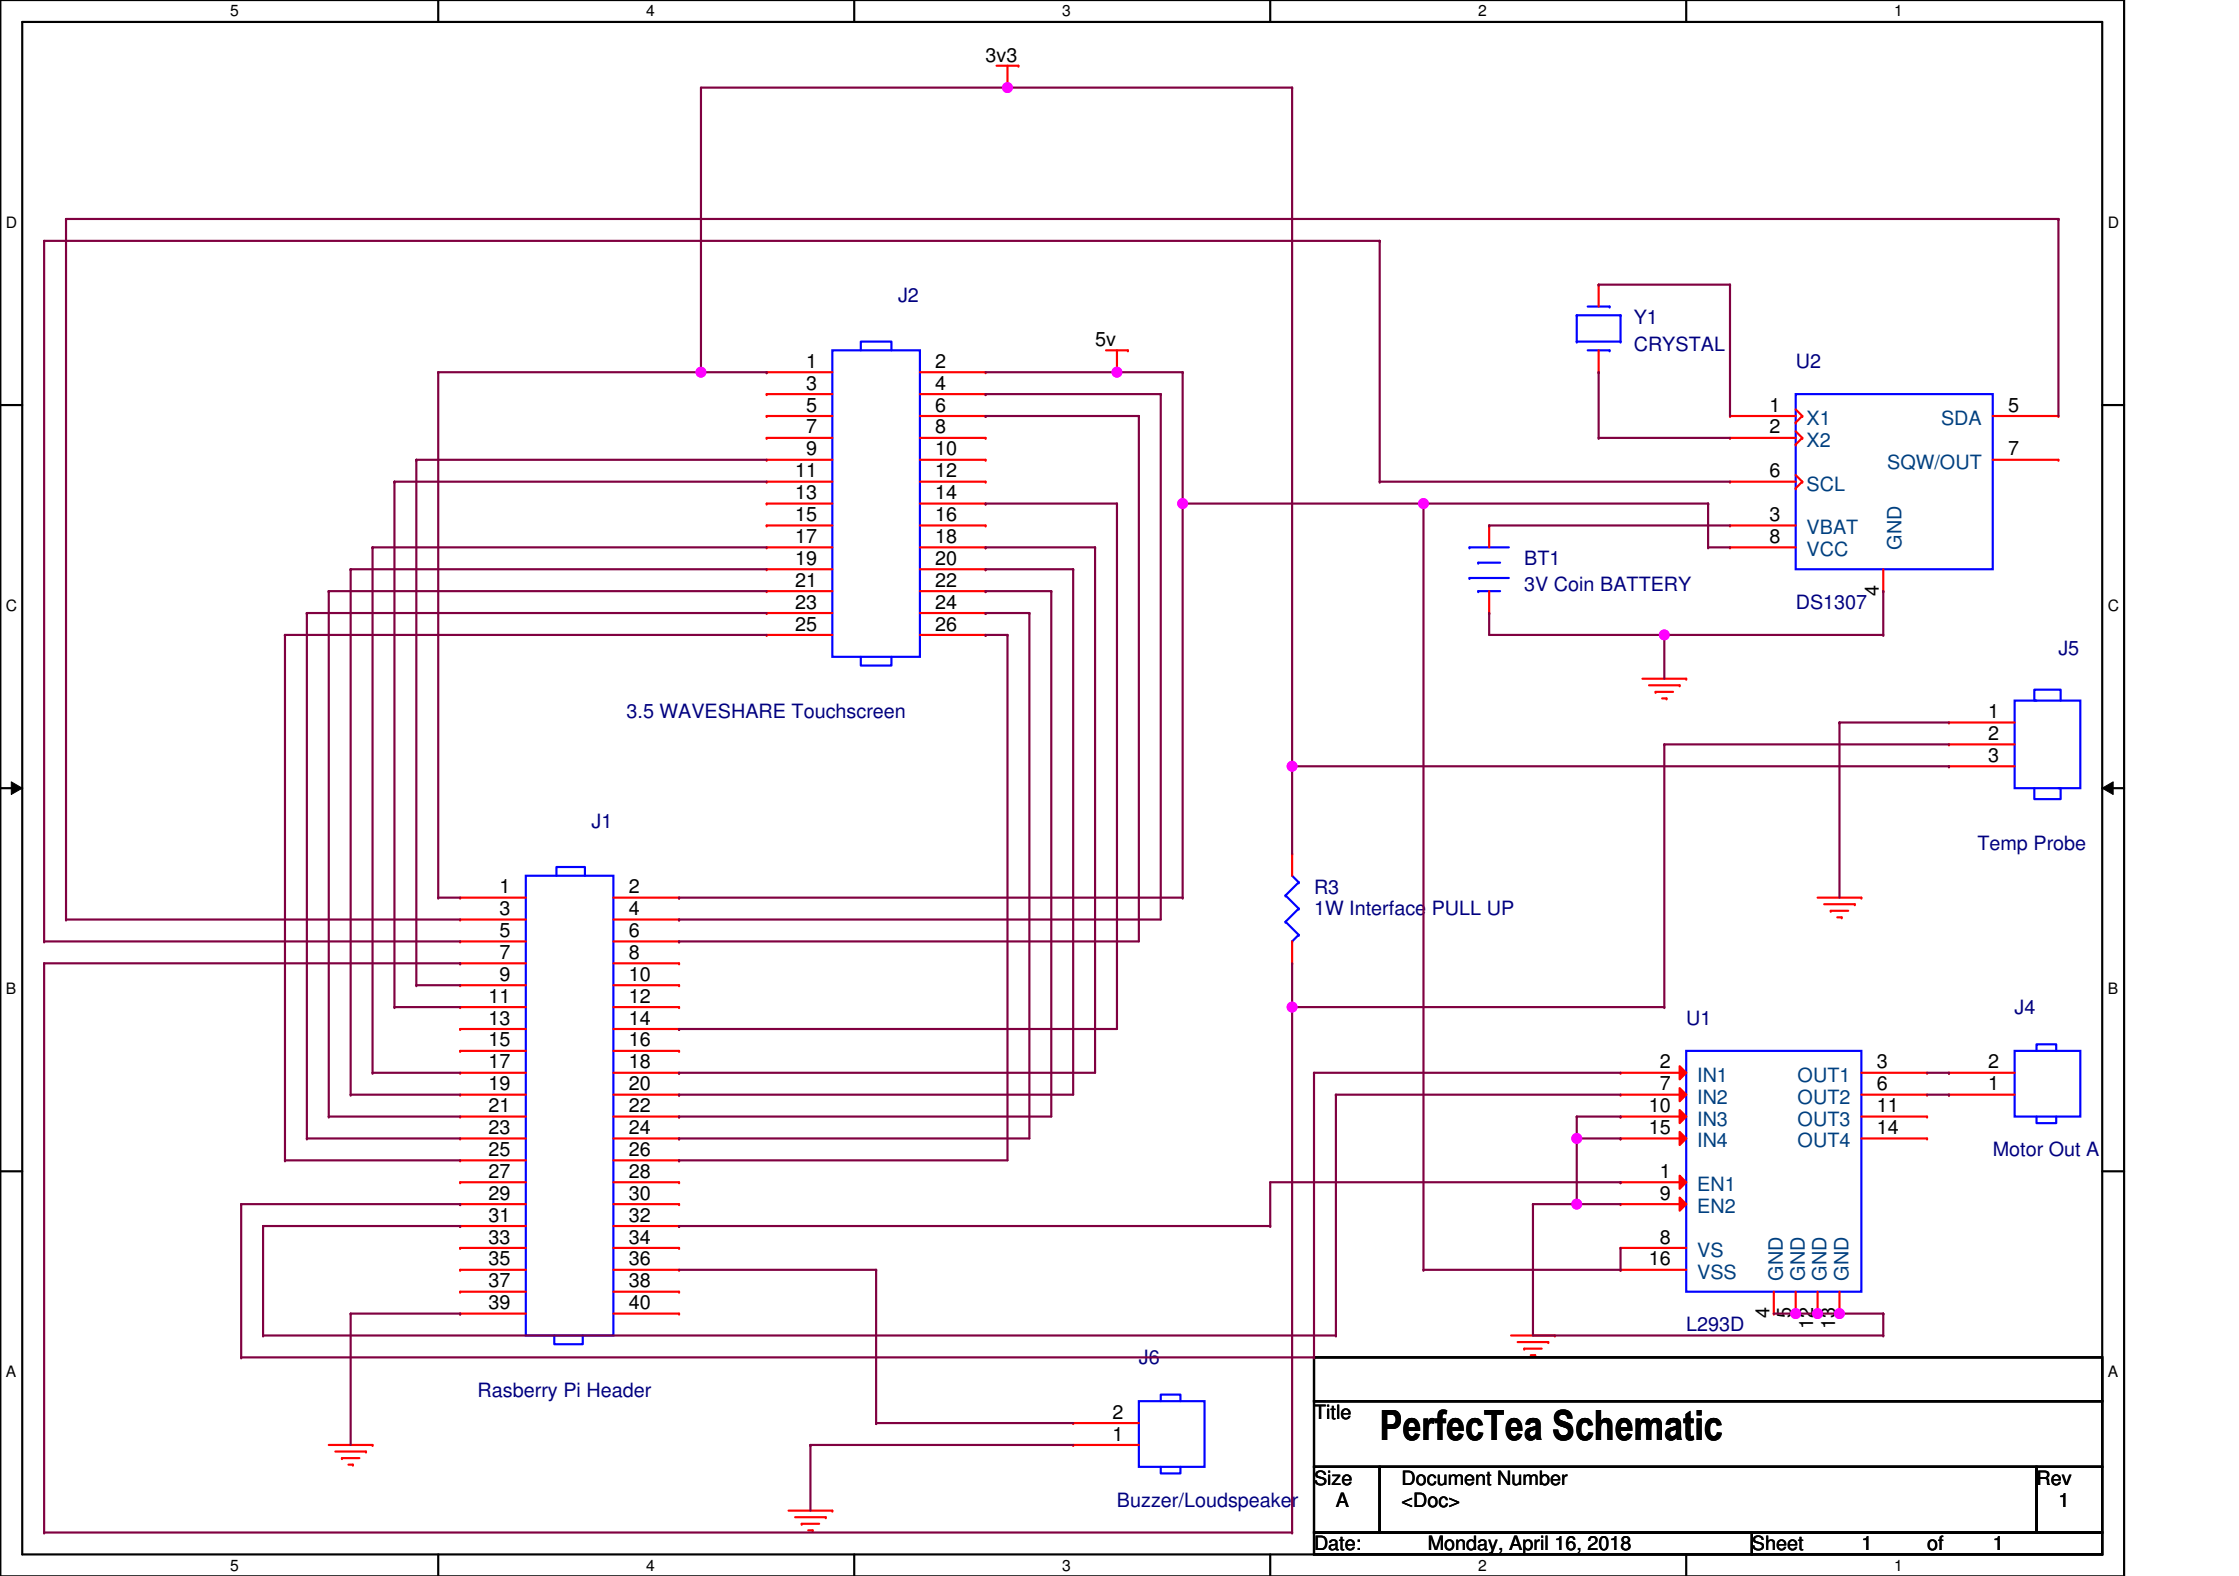 5 4 3 2 1
3v3
D D
J2
5v
Y1
CRYSTAL
U2
1 2
3 4
5 6
7 8
9 10
11 12
13 14
15 16
17 18
19 20
21 22
23 24
25 26
1 X1
2 X2
6 SCL
3 VBAT
8 VCC
GND
4
SDA 5
SQW/OUT 7
BT1
3V Coin BATTERY
DS1307
C C
3.5 WAVESHARE Touchscreen
J5
1
2
3
Temp Probe
J1
1 2
3 4
5 6
7 8
9 10
11 12
13 14
15 16
17 18
19 20
21 22
23 24
25 26
27 28
29 30
31 32
33 34
35 36
37 38
39 40
R3
1W Interface PULL UP
B B
U1
J4
2 IN1 OUT1 3 2
7 IN2 OUT2 6 1
10 IN3 OUT3 11
15 IN4 OUT4 14
Motor Out A
1 EN1
9 EN2
8 VS
16 VSS
GND GND GND GND
4 5 12 13
L293D
J6
A A
Rasberry Pi Header
2
1
Buzzer/Loudspeaker
Title
PerfecTea Schematic
Size Document Number Rev
A <Doc> 1
Date: Monday, April 16, 2018 Sheet 1 of 1
5 4 3 2 1